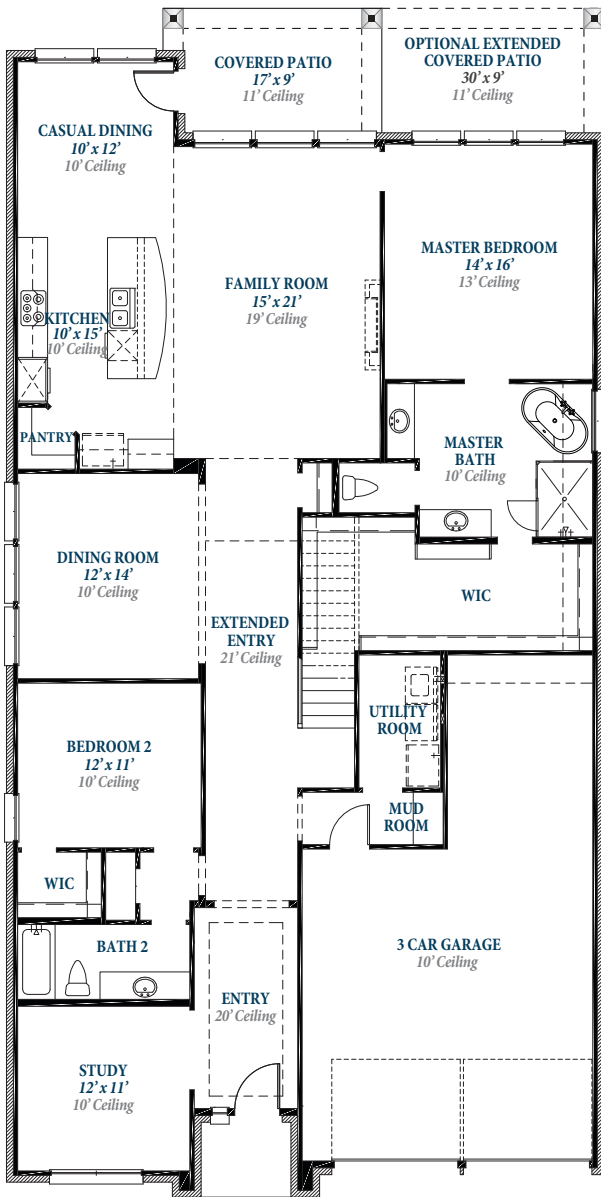 COVERED PATIO
17' x 9'
11' Ceiling
OPTIONAL EXTENDED
COVERED PATIO
30' x 9'
11' Ceiling
CASUAL DINING
10' x 12'
10' Ceiling
FAMILY ROOM
15' x 21'
19' Ceiling
MASTER BEDROOM
14' x 16'
13' Ceiling
KITCHEN
10' x 15'
10' Ceiling
PANTRY
MASTER
BATH
10' Ceiling
DINING ROOM
12' x 14'
10' Ceiling
EXTENDED
ENTRY
21' Ceiling
WIC
UTILITY
ROOM
BEDROOM 2
12' x 11'
10' Ceiling
MUD
ROOM
WIC
BATH 2
3 CAR GARAGE
10' Ceiling
ENTRY
20' Ceiling
STUDY
12' x 11'
10' Ceiling